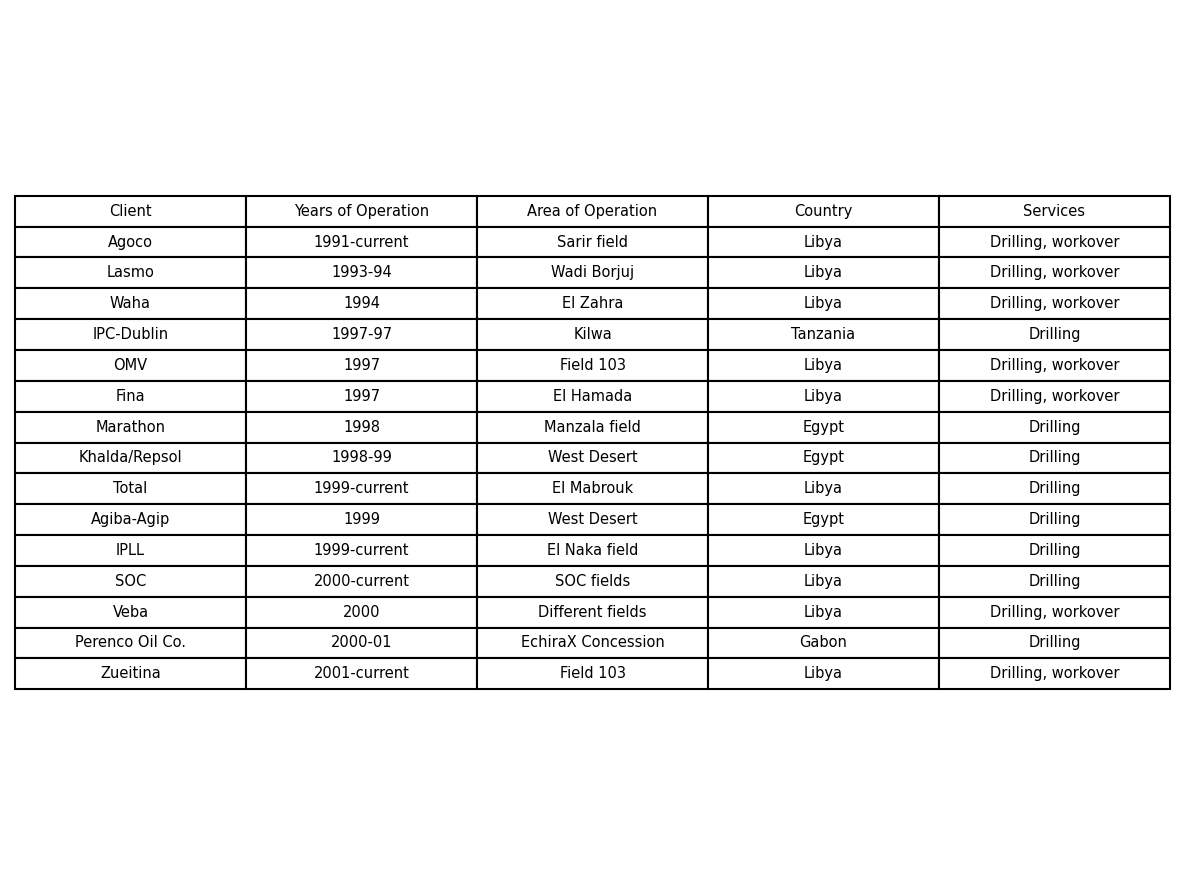 Client Years of Operation Area of Operation Country Services
Agoco 1991-current Sarir field Libya Drilling, workover
Lasmo 1993-94 Wadi Borjuj Libya Drilling, workover
Waha 1994 El Zahra Libya Drilling, workover
IPC-Dublin 1997-97 Kilwa Tanzania Drilling
OMV 1997 Field 103 Libya Drilling, workover
Fina 1997 El Hamada Libya Drilling, workover
Marathon 1998 Manzala field Egypt Drilling
Khalda/Repsol 1998-99 West Desert Egypt Drilling
Total 1999-current El Mabrouk Libya Drilling
Agiba-Agip 1999 West Desert Egypt Drilling
IPLL 1999-current El Naka field Libya Drilling
SOC 2000-current SOC fields Libya Drilling
Veba 2000 Different fields Libya Drilling, workover
Perenco Oil Co. 2000-01 EchiraX Concession Gabon Drilling
Zueitina 2001-current Field 103 Libya Drilling, workover